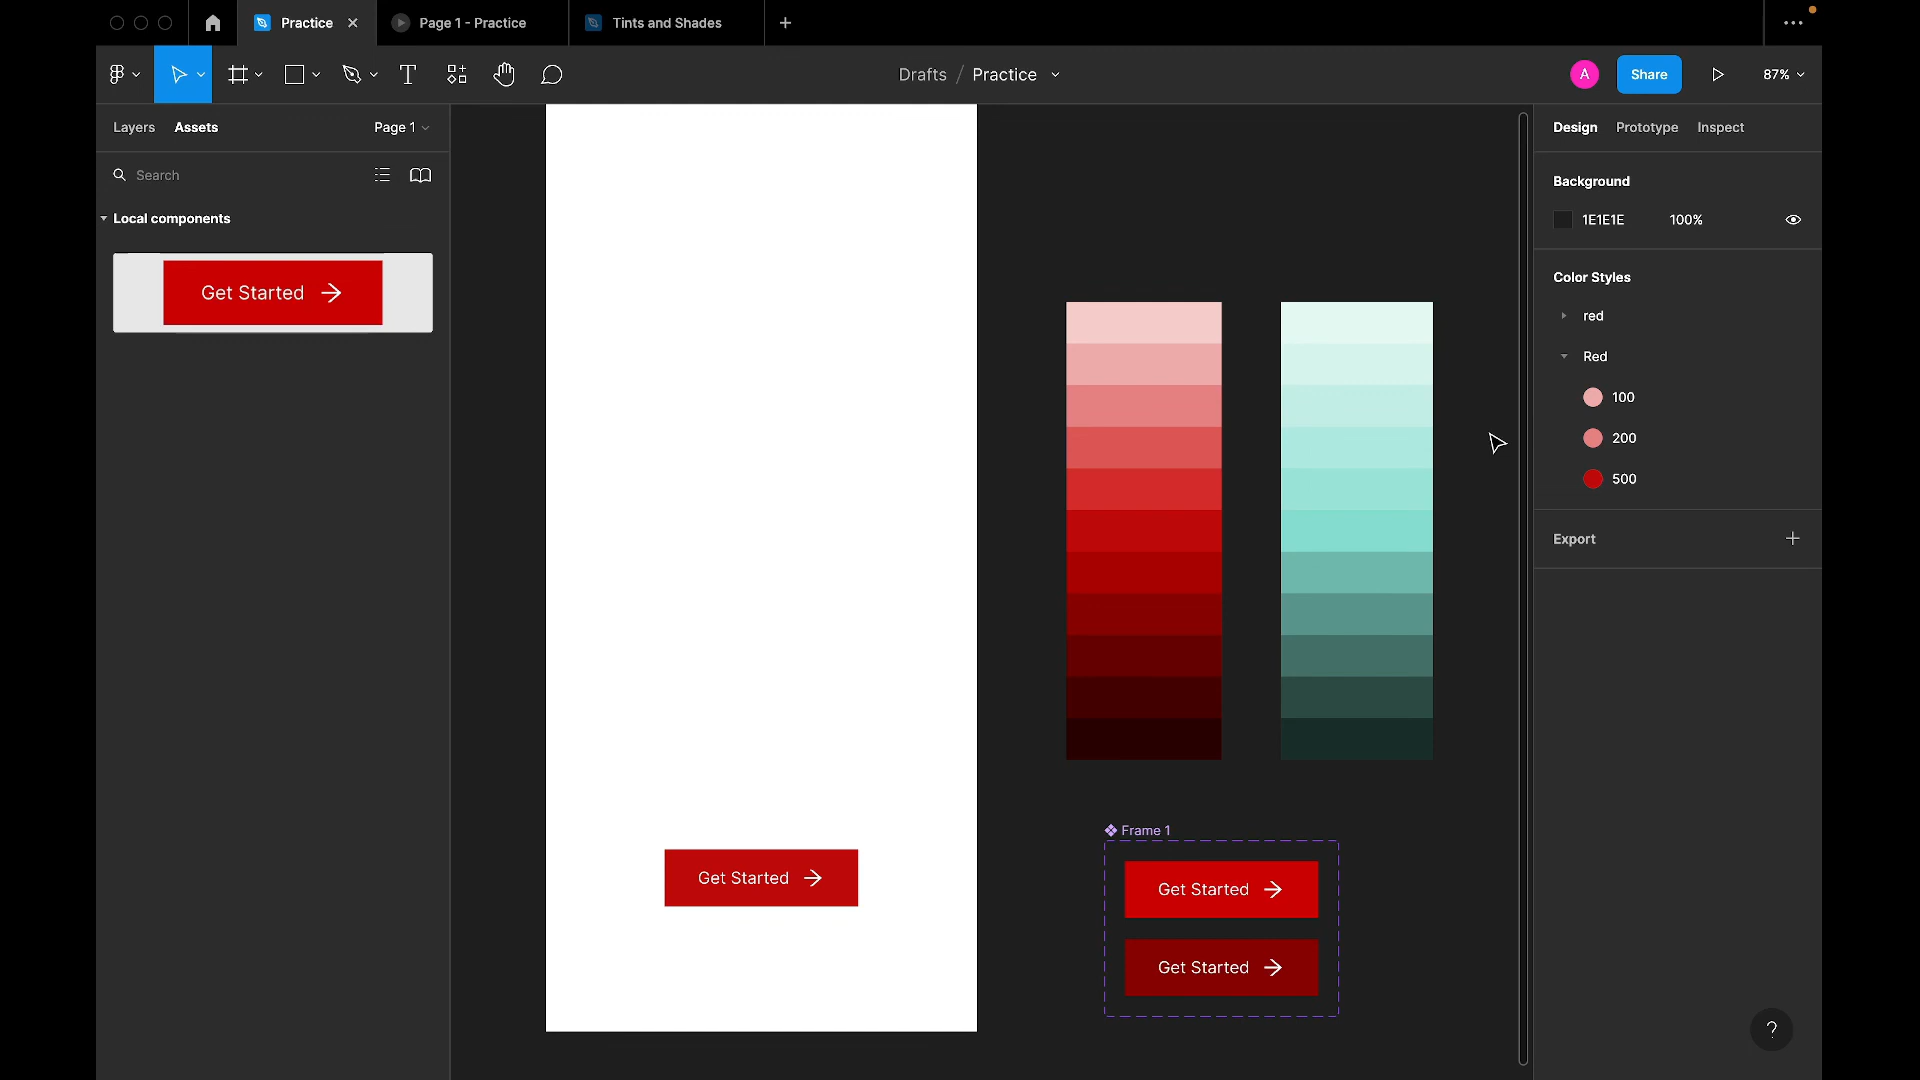 Practice
Page 1 - Practice
Tints and Shades
Drafts / Practice
A
Share
87%
Layers
Assets
Page 1
Search
Local components
Get Started
Get Started
Frame 1
Get Started
Get Started
Design
Prototype
Inspect
Background
1E1E1E
100%
Color Styles
red
Red
100
200
500
Export
?